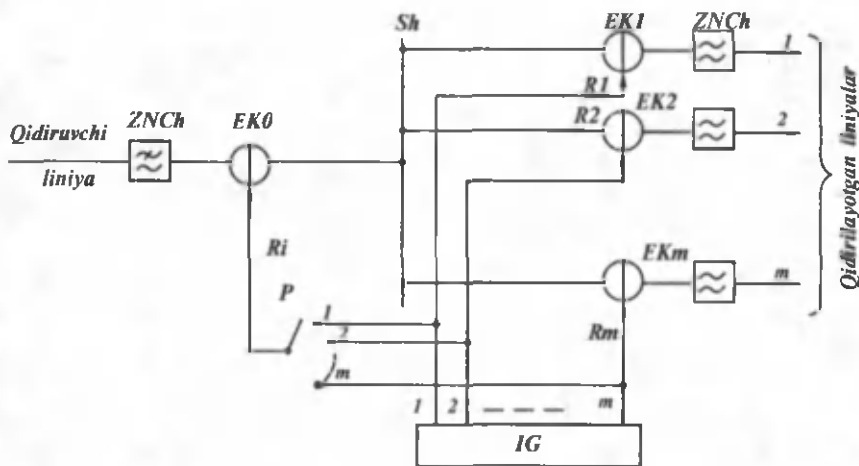 Sh
EK1
ZNCh
1
R1
EK2
R2
2
Qidiruvchi
liniya
ZNCh
EK0
Ri
P
1
2
m
EKm
m
Rm
1
2
m
IG
Qidirilayotgan liniyalar